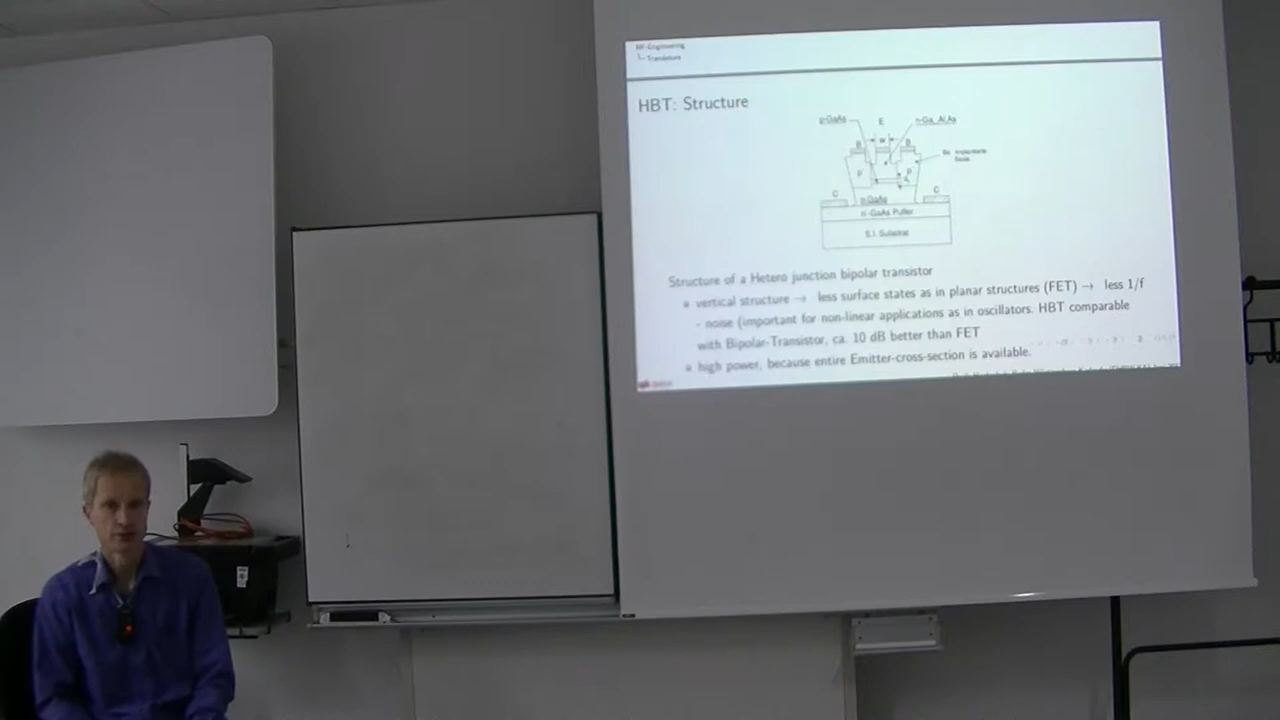 RF-Engineering
Transistors
HBT: Structure
p-GaAs
E
n-Ga_AlAs
B
w
B
p
p
C
n-GaAs
C
n-GaAs Puffer
S.I. Substrat
Structure of a Hetero junction bipolar transistor
vertical structure → less surface states as in planar structures (FET) → less 1/f
- noise (important for non-linear applications as in oscillators. HBT comparable
with Bipolar-Transistor, ca. 10 dB better than FET
high power, because entire Emitter-cross-section is available.